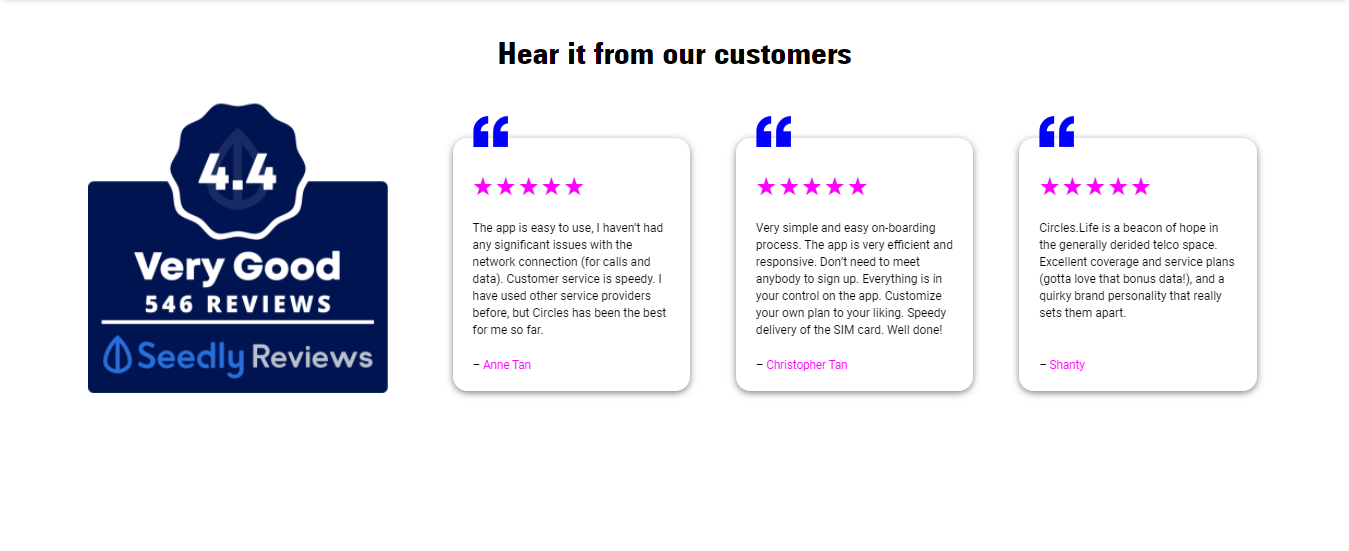 Hear it from our customers
4.4
Very Good
546 REVIEWS
Seedly Reviews
The app is easy to use, I haven’t had
any significant issues with the
network connection (for calls and
data). Customer service is speedy. I
have used other service providers
before, but Circles has been the best
for me so far.
– Anne Tan
Very simple and easy on-boarding
process. The app is very efficient and
responsive. Don’t need to meet
anybody to sign up. Everything is in
your control on the app. Customize
your own plan to your liking. Speedy
delivery of the SIM card. Well done!
– Christopher Tan
Circles.Life is a beacon of hope in
the generally derided telco space.
Excellent coverage and service plans
(gotta love that bonus data!), and a
quirky brand personality that really
sets them apart.
– Shanty